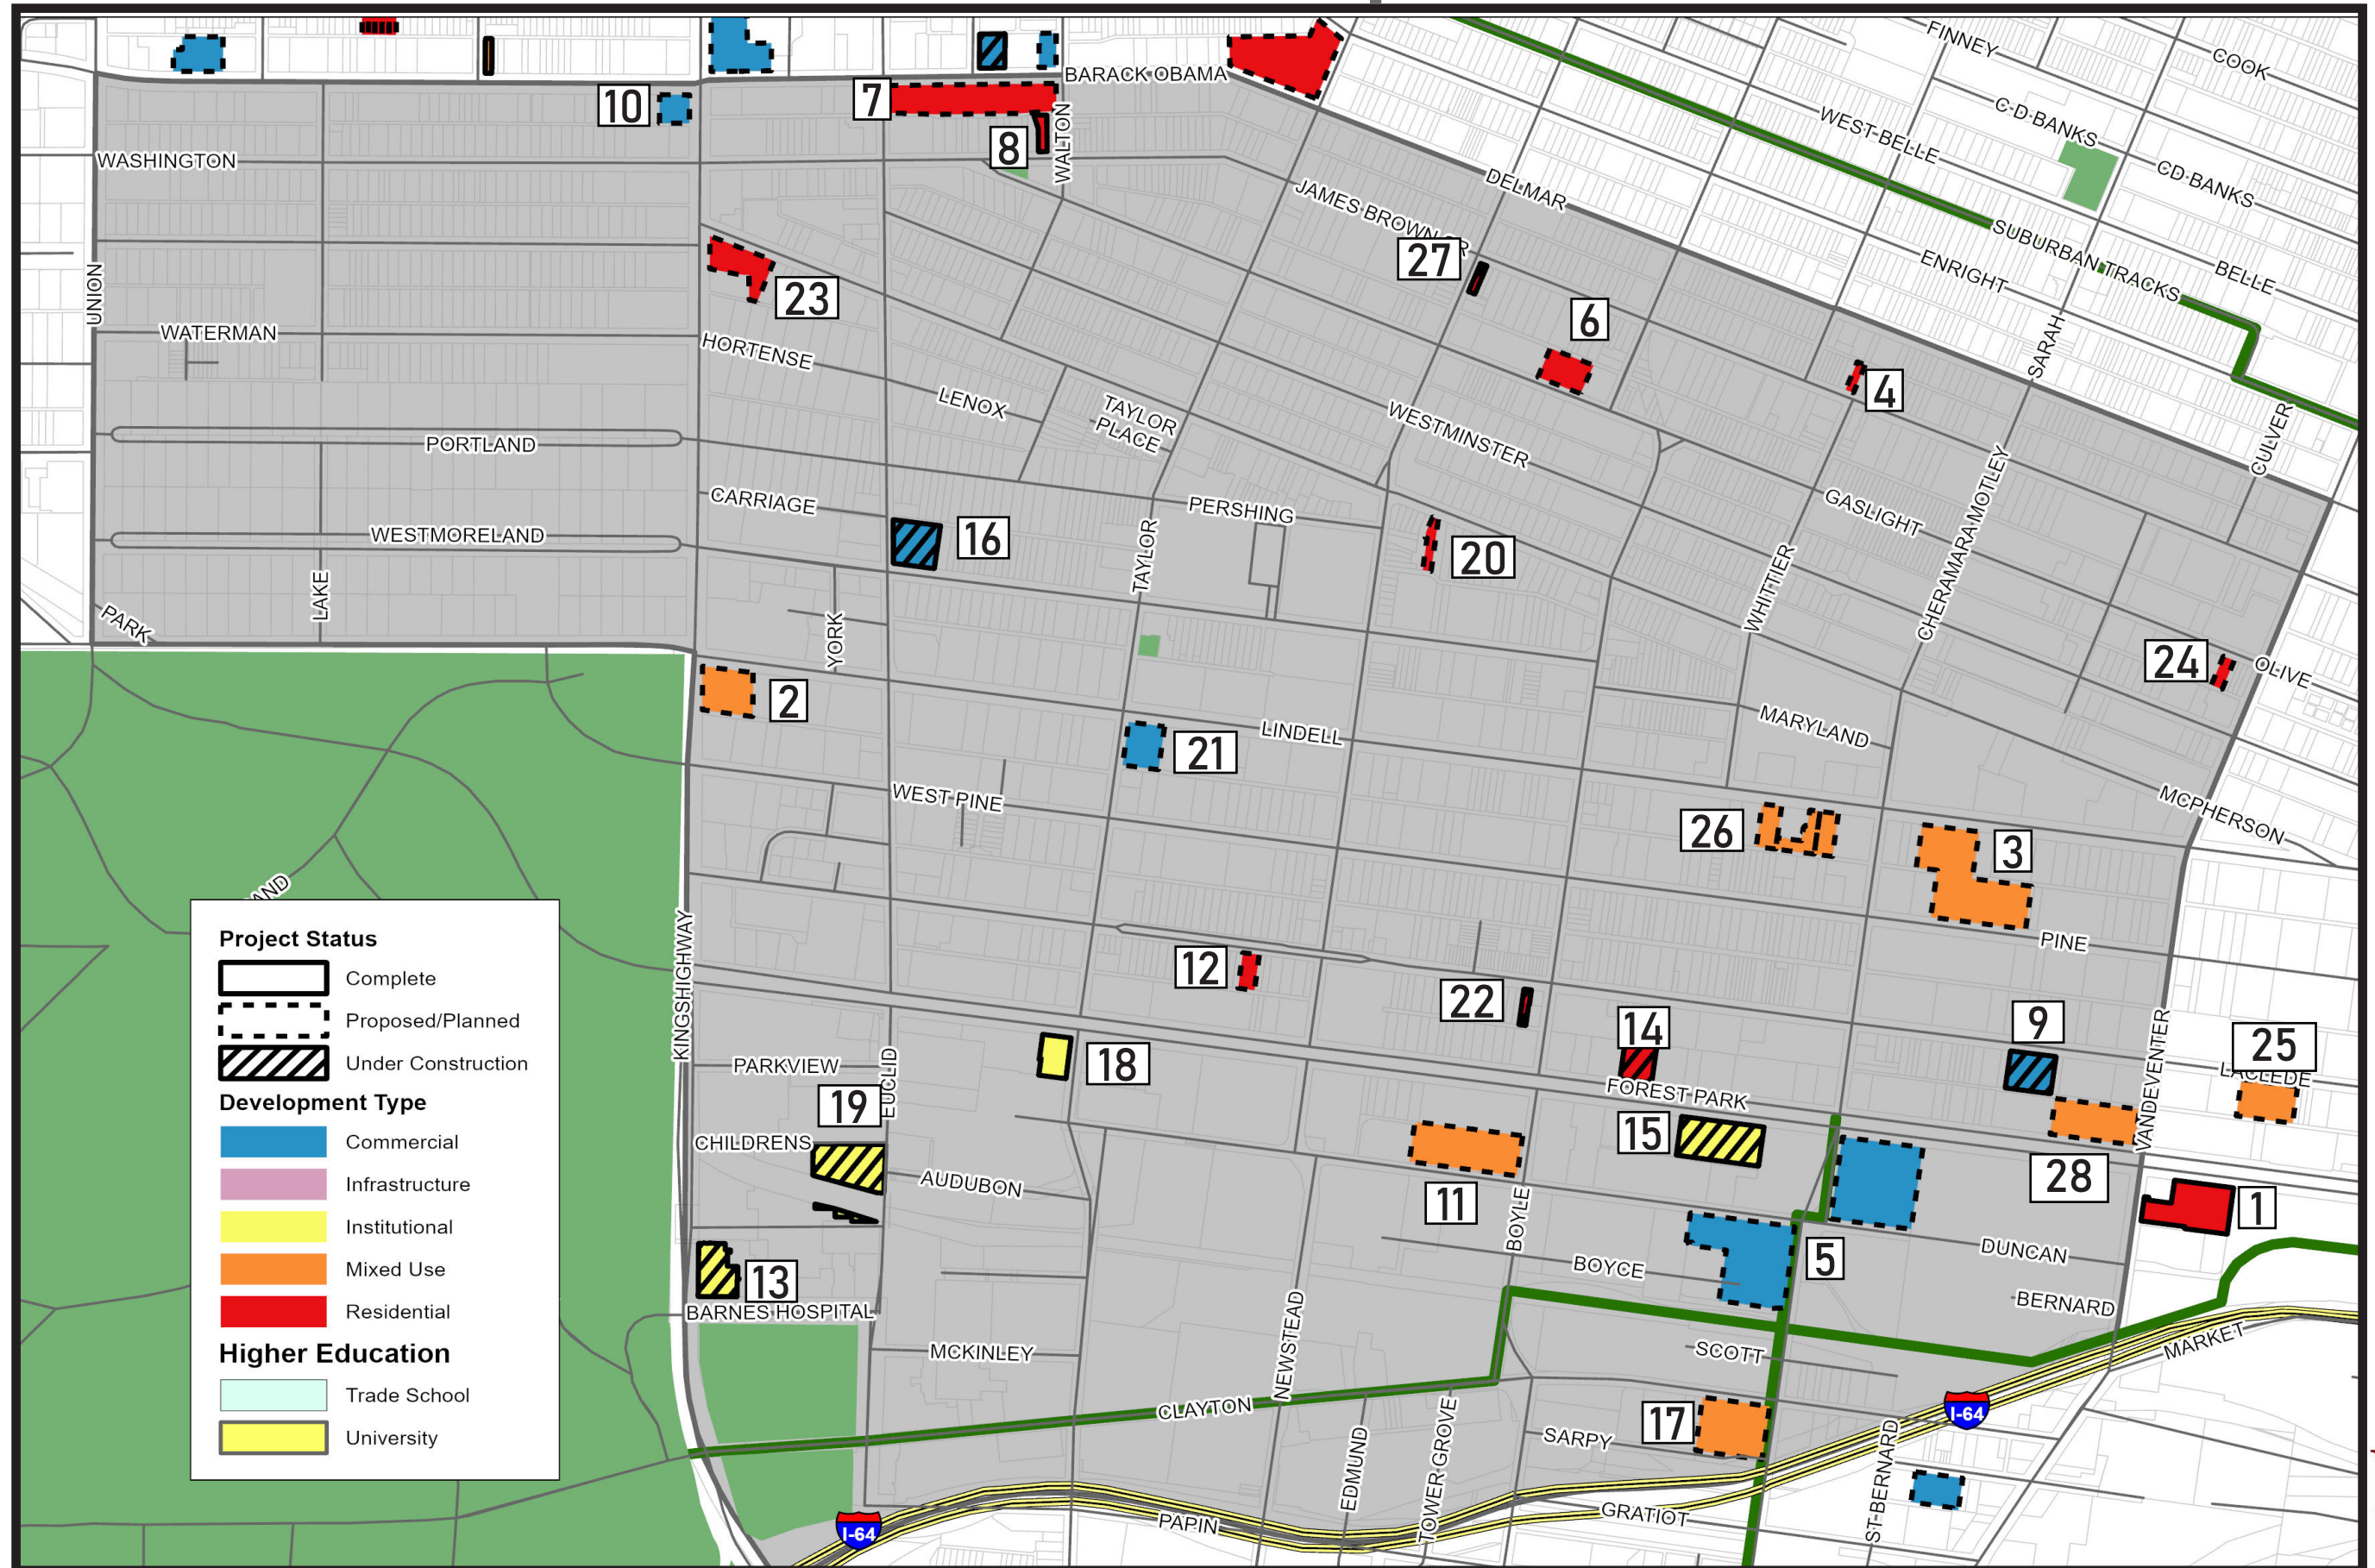 FINNEY
COOK
BARACK OBAMA
10
7
C D BANKS
WEST BELLE
WALTON
8
WASHINGTON
CD BANKS
DELMAR
JAMES BROWN
27
SUBURBAN TRACKS
BELLE
ENRIGHT
UNION
23
6
SARAH
WATERMAN
HORTENSE
4
LENOX
TAYLOR
PLACE
WESTMINSTER
CULVER
PORTLAND
CARRIAGE
PERSHING
GASLIGHT
WESTMORELAND
16
TAYLOR
20
CHERAMARA MOTLEY
WHITTIER
LAKE
PARK
YORK
24
OLIVE
2
LINDELL
MARYLAND
21
WEST PINE
MCPHERSON
26
3
AND
PINE
KINGSHIGHWAY
12
22
14
9
25
LACLEDE
VANDEVENTER
PARKVIEW
EUCLID
18
FOREST PARK
19
15
CHILDRENS
AUDUBON
11
28
1
BOYLE
5
DUNCAN
BOYCE
13
BARNES HOSPITAL
BERNARD
MCKINLEY
NEWSTEAD
SCOTT
MARKET
CLAYTON
I-64
17
SARPY
EDMUND
TOWER GROVE
ST BERNARD
I-64
PAPIN
GRATIOT
Project Status
Complete
Proposed/Planned
Under Construction
Development Type
Commercial
Infrastructure
Institutional
Mixed Use
Residential
Higher Education
Trade School
University